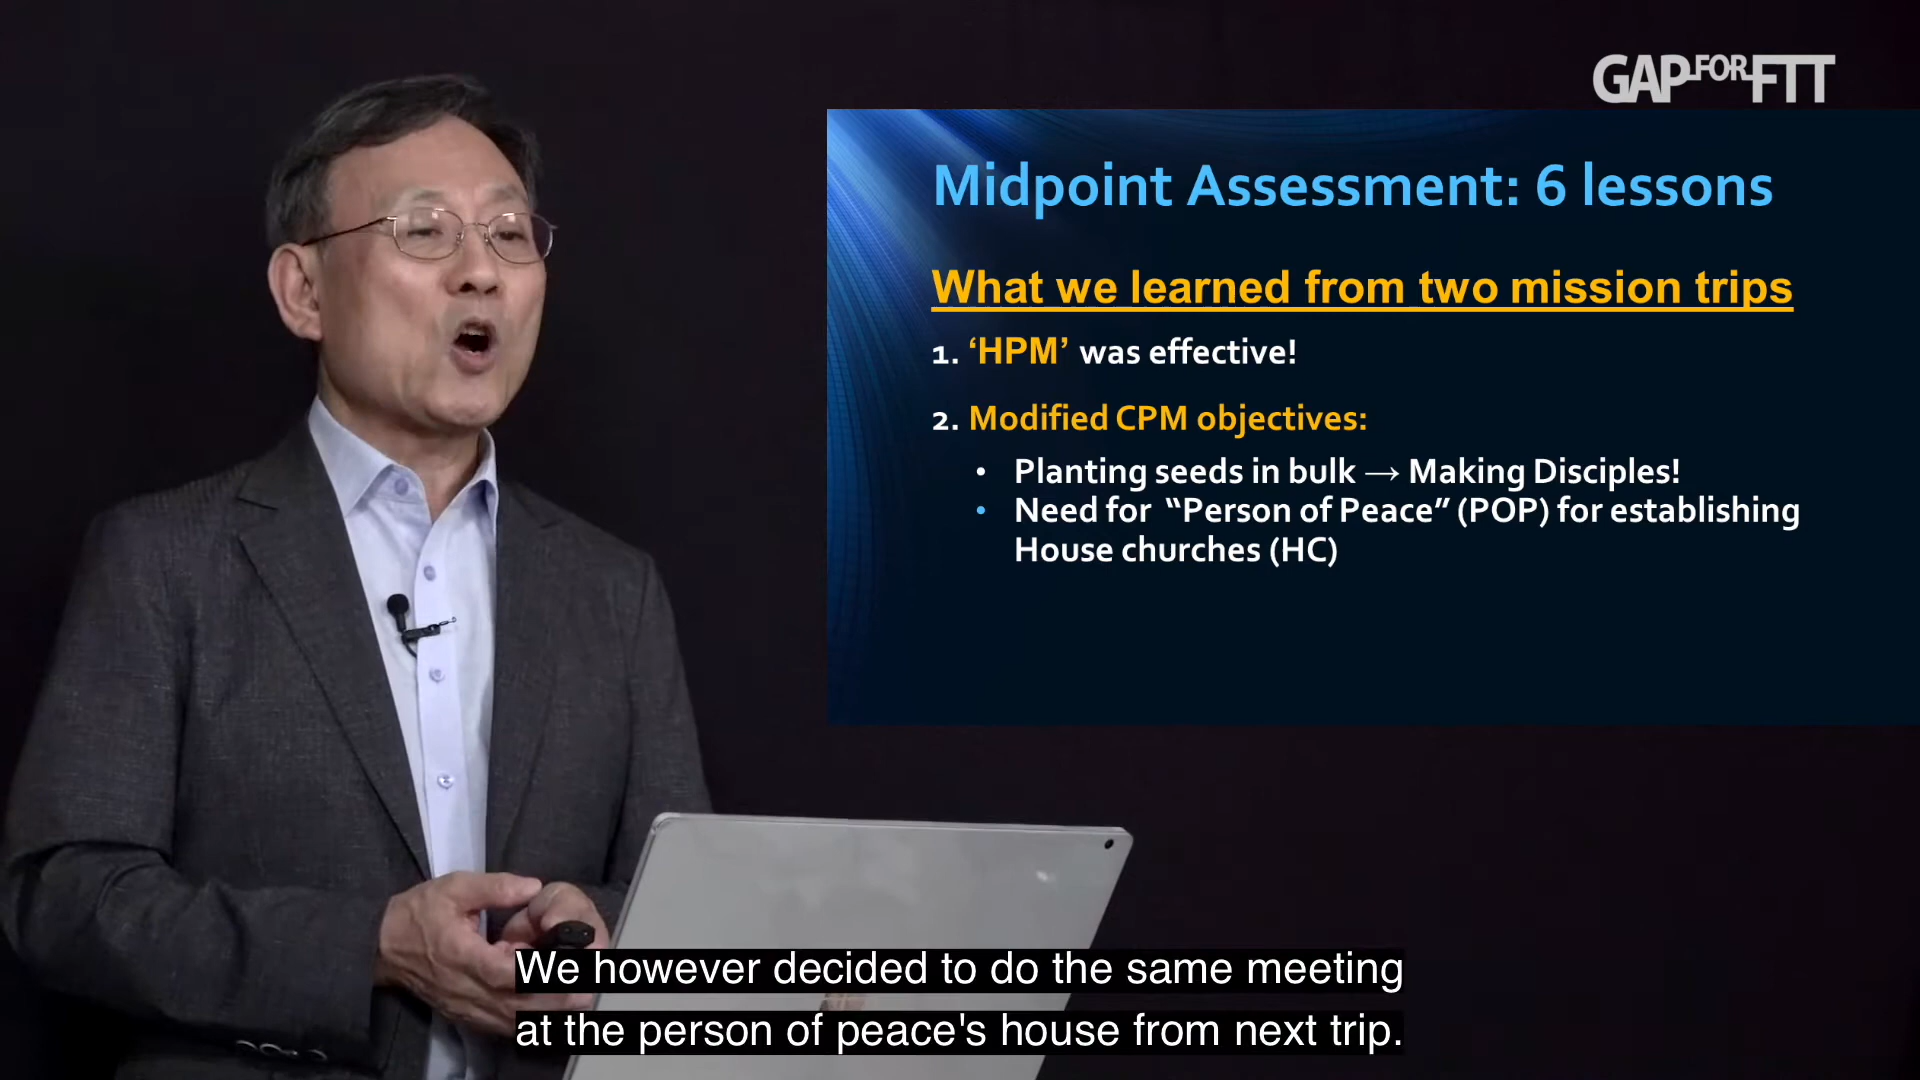 GAP FOR FTT
Midpoint Assessment: 6 lessons
What we learned from two mission trips
1. ‘HPM’ was effective!
2. Modified CPM objectives:
• Planting seeds in bulk → Making Disciples!
• Need for “Person of Peace” (POP) for establishing
House churches (HC)
We however decided to do the same meeting
at the person of peace's house from next trip.